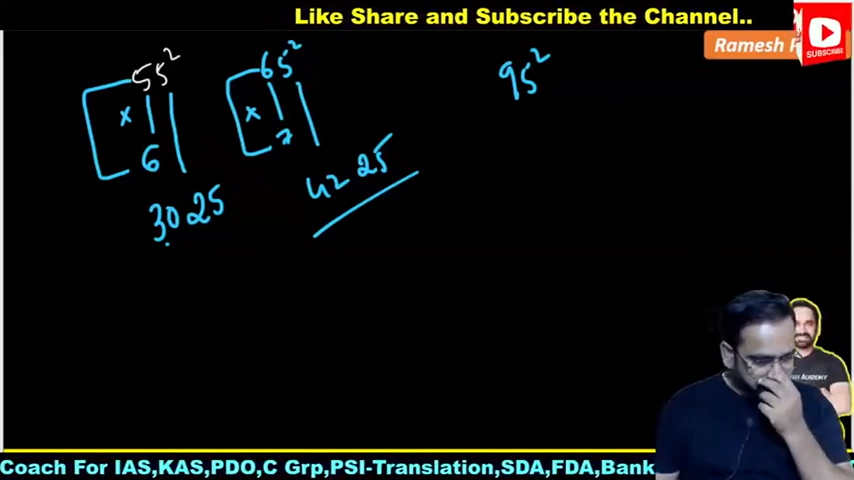 Like Share and Subscribe the Channel..
Ramesh
SUBSCRIBE
55²
×
6
3025
65²
×
7
4225
95²
ACADEMY
Coach For IAS,KAS,PDO,C Grp,PSI-Translation,SDA,FDA,Bank